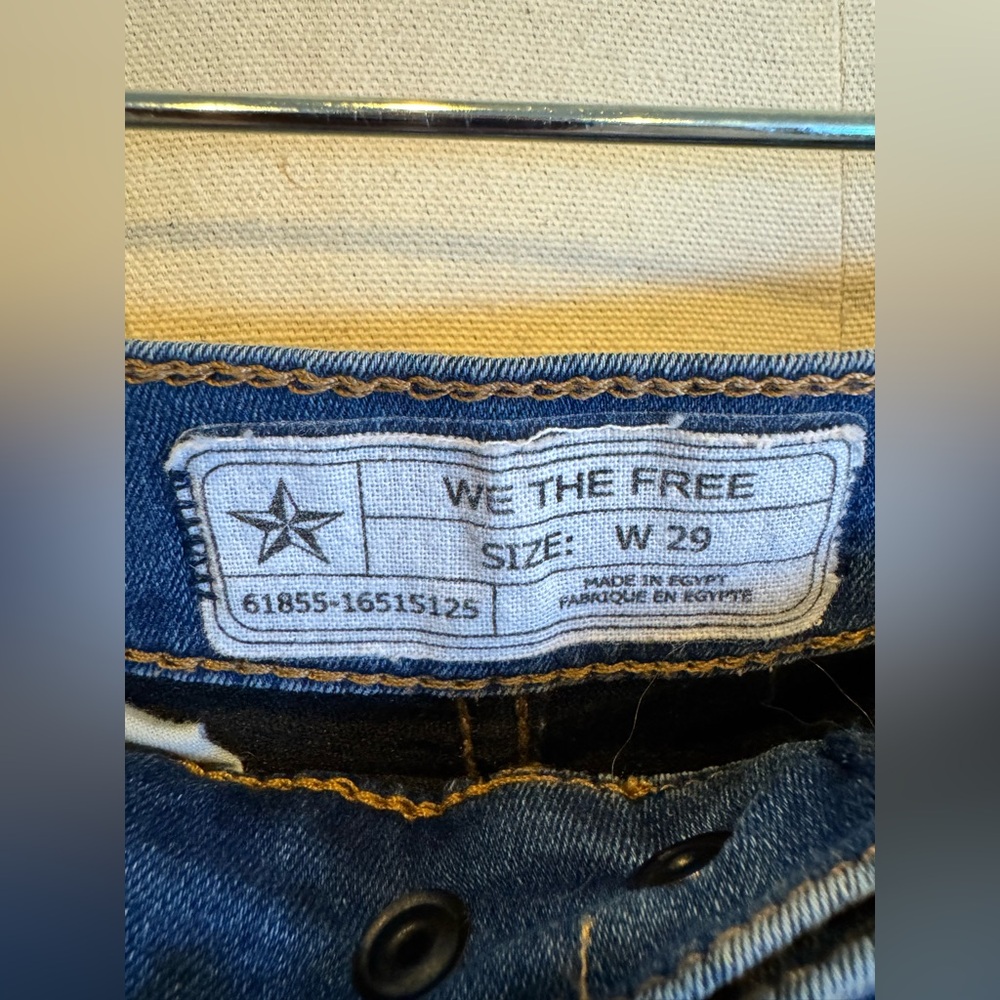 WE THE FREE
SIZE: W 29
61855-16515125
MADE IN EGYPT
FABRIQUE EN EGYPTE